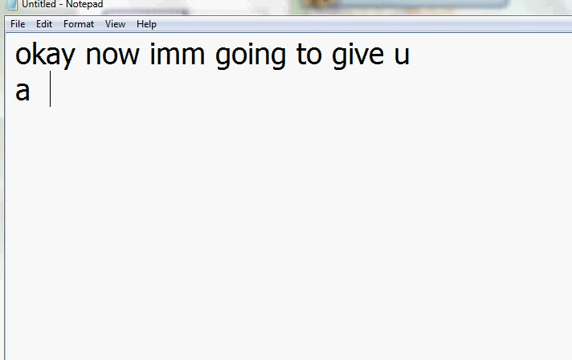 Untitled - Notepad
File Edit Format View Help
okay now imm going to give u
a